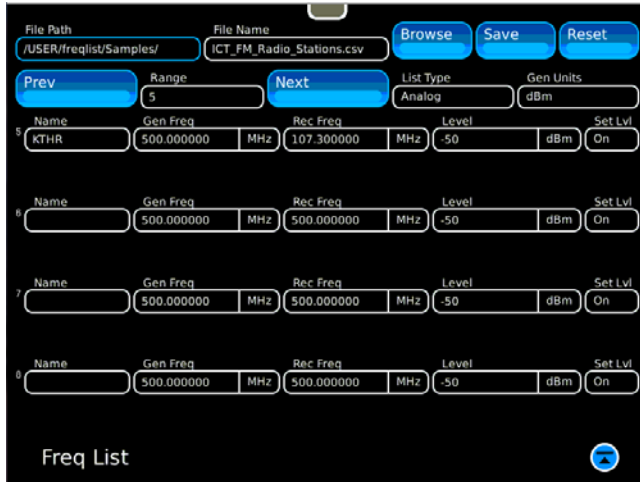 File Path File Name Browse Save Reset
/USER/freqlist/Samples/ ICT_FM_Radio_Stations.csv
Prev Range Next List Type Gen Units
5 Analog dBm
Name Gen Freq Rec Freq Level Set Lvl
5 KTHR 500.000000 MHz 107.300000 MHz -50 dBm On
Name Gen Freq Rec Freq Level Set Lvl
6 500.000000 MHz 500.000000 MHz -50 dBm On
Name Gen Freq Rec Freq Level Set Lvl
7 500.000000 MHz 500.000000 MHz -50 dBm On
Name Gen Freq Rec Freq Level Set Lvl
500.000000 MHz 500.000000 MHz -50 dBm On
Freq List